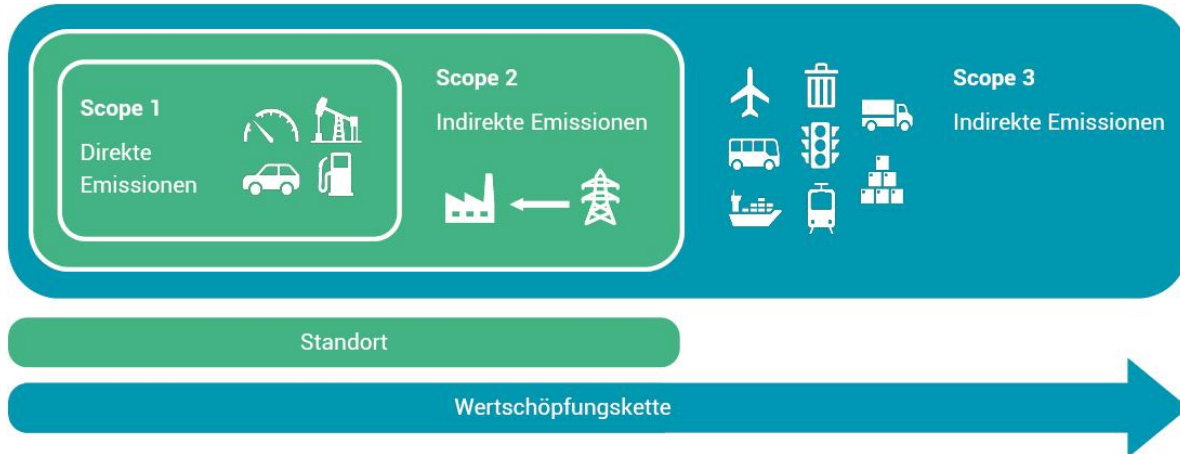 Scope 1
Direkte
Emissionen
Scope 2
Indirekte Emissionen
Scope 3
Indirekte Emissionen
Standort
Wertschöpfungskette